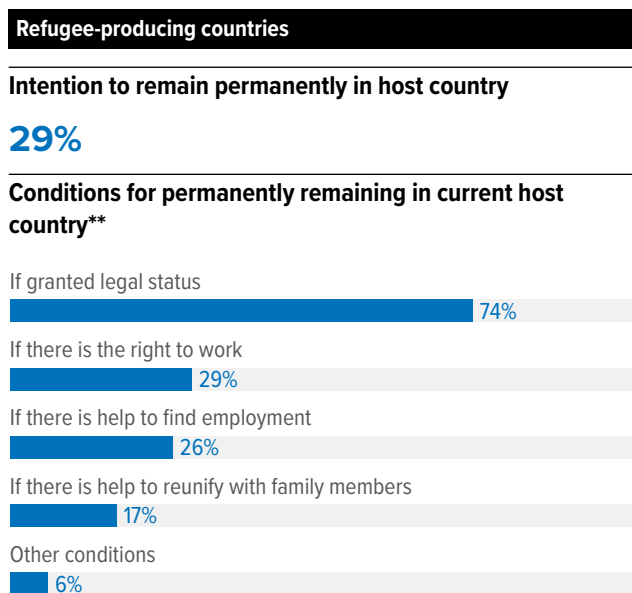 Refugee-producing countries
Intention to remain permanently in host country
29%
Conditions for permanently remaining in current host
country**
If granted legal status
74%
If there is the right to work
29%
If there is help to find employment
26%
If there is help to reunify with family members
17%
Other conditions
6%